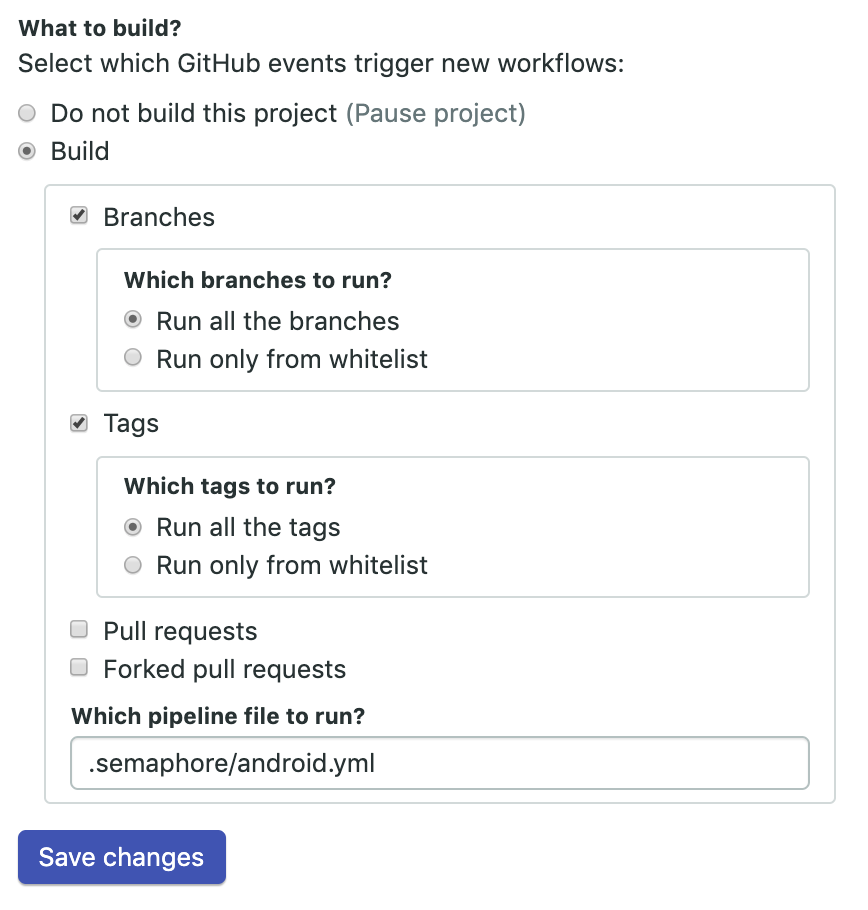 What to build?
Select which GitHub events trigger new workflows:
Do not build this project (Pause project)
Build
Branches
Which branches to run?
Run all the branches
Run only from whitelist
Tags
Which tags to run?
Run all the tags
Run only from whitelist
Pull requests
Forked pull requests
Which pipeline file to run?
.semaphore/android.yml
Save changes